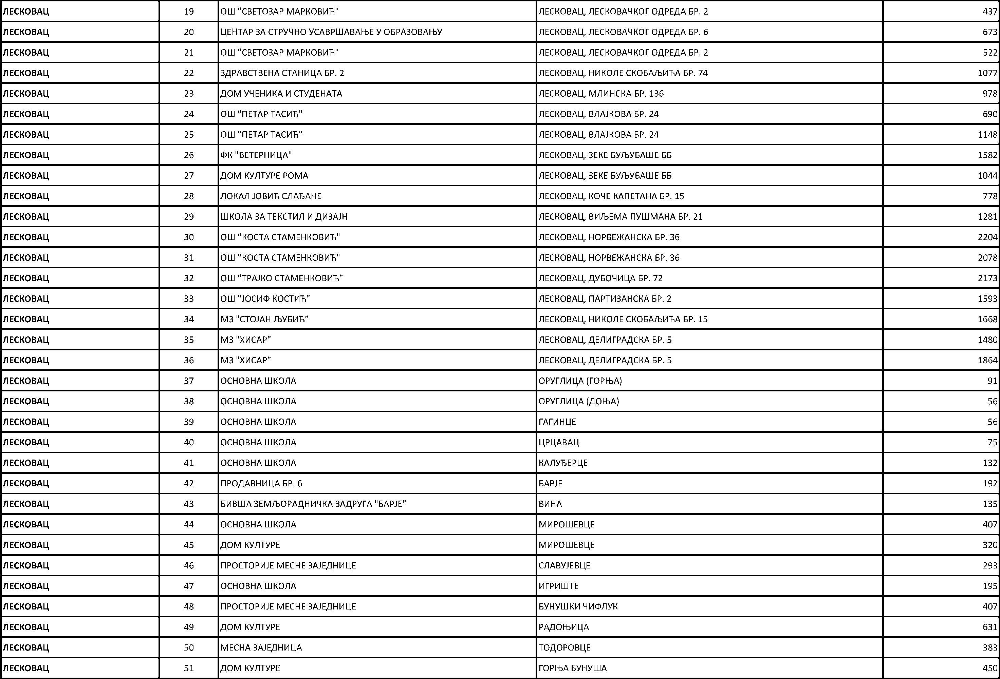 ЛЕСКОВАЦ 19 ОШ "СВЕТОЗАР МАРКОВИЋ" ЛЕСКОВАЦ, ЛЕСКОВАЧКОГ ОДРЕДА БР. 2 437
ЛЕСКОВАЦ 20 ЦЕНТАР ЗА СТРУЧНО УСАВРШАВАЊЕ У ОБРАЗОВАЊУ ЛЕСКОВАЦ, ЛЕСКОВАЧКОГ ОДРЕДА БР. 6 673
ЛЕСКОВАЦ 21 ОШ "СВЕТОЗАР МАРКОВИЋ" ЛЕСКОВАЦ, ЛЕСКОВАЧКОГ ОДРЕДА БР. 2 522
ЛЕСКОВАЦ 22 ЗДРАВСТВЕНА СТАНИЦА БР. 2 ЛЕСКОВАЦ, НИКОЛЕ СКОБАЉИЋА БР. 74 1077
ЛЕСКОВАЦ 23 ДОМ УЧЕНИКА И СТУДЕНАТА ЛЕСКОВАЦ, МЛИНСКА БР. 136 978
ЛЕСКОВАЦ 24 ОШ "ПЕТАР ТАСИЋ" ЛЕСКОВАЦ, ВЛАЈКОВА БР. 24 690
ЛЕСКОВАЦ 25 ОШ "ПЕТАР ТАСИЋ" ЛЕСКОВАЦ, ВЛАЈКОВА БР. 24 1148
ЛЕСКОВАЦ 26 ФК "ВЕТЕРНИЦА" ЛЕСКОВАЦ, ЗЕКЕ БУЉУБАШЕ ББ 1582
ЛЕСКОВАЦ 27 ДОМ КУЛТУРЕ РОМА ЛЕСКОВАЦ, ЗЕКЕ БУЉУБАШЕ ББ 1044
ЛЕСКОВАЦ 28 ЛОКАЛ ЈОВИЋ СЛАЂАНЕ ЛЕСКОВАЦ, КОЧЕ КАПЕТАНА БР. 15 778
ЛЕСКОВАЦ 29 ШКОЛА ЗА ТЕКСТИЛ И ДИЗАЈН ЛЕСКОВАЦ, ВИЉЕМА ПУШМАНА БР. 21 1281
ЛЕСКОВАЦ 30 ОШ "КОСТА СТАМЕНКОВИЋ" ЛЕСКОВАЦ, НОРВЕЖАНСКА БР. 36 2204
ЛЕСКОВАЦ 31 ОШ "КОСТА СТАМЕНКОВИЋ" ЛЕСКОВАЦ, НОРВЕЖАНСКА БР. 36 2078
ЛЕСКОВАЦ 32 ОШ "ТРАЈКО СТАМЕНКОВИЋ" ЛЕСКОВАЦ, ДУБОЧИЦА БР. 72 2173
ЛЕСКОВАЦ 33 ОШ "ЈОСИФ КОСТИЋ" ЛЕСКОВАЦ, ПАРТИЗАНСКА БР. 2 1593
ЛЕСКОВАЦ 34 МЗ "СТОЈАН ЉУБИЋ" ЛЕСКОВАЦ, НИКОЛЕ СКОБАЉИЋА БР. 15 1668
ЛЕСКОВАЦ 35 МЗ "ХИСАР" ЛЕСКОВАЦ, ДЕЛИГРАДСКА БР. 5 1480
ЛЕСКОВАЦ 36 МЗ "ХИСАР" ЛЕСКОВАЦ, ДЕЛИГРАДСКА БР. 5 1864
ЛЕСКОВАЦ 37 ОСНОВНА ШКОЛА ОРУГЛИЦА (ГОРЊА) 91
ЛЕСКОВАЦ 38 ОСНОВНА ШКОЛА ОРУГЛИЦА (ДОЊА) 56
ЛЕСКОВАЦ 39 ОСНОВНА ШКОЛА ГАГИНЦЕ 56
ЛЕСКОВАЦ 40 ОСНОВНА ШКОЛА ЦРЦАВАЦ 75
ЛЕСКОВАЦ 41 ОСНОВНА ШКОЛА КАЛУЂЕРЦЕ 132
ЛЕСКОВАЦ 42 ПРОДАВНИЦА БР. 6 БАРЈЕ 192
ЛЕСКОВАЦ 43 БИВША ЗЕМЉОРАДНИЧКА ЗАДРУГА "БАРЈЕ" ВИНА 135
ЛЕСКОВАЦ 44 ОСНОВНА ШКОЛА МИРОШЕВЦЕ 407
ЛЕСКОВАЦ 45 ДОМ КУЛТУРЕ МИРОШЕВЦЕ 320
ЛЕСКОВАЦ 46 ПРОСТОРИЈЕ МЕСНЕ ЗАЈЕДНИЦЕ СЛАВУЈЕВЦЕ 293
ЛЕСКОВАЦ 47 ОСНОВНА ШКОЛА ИГРИШТЕ 195
ЛЕСКОВАЦ 48 ПРОСТОРИЈЕ МЕСНЕ ЗАЈЕДНИЦЕ БУНУШКИ ЧИФЛУК 407
ЛЕСКОВАЦ 49 ДОМ КУЛТУРЕ РАДОЊИЦА 631
ЛЕСКОВАЦ 50 МЕСНА ЗАЈЕДНИЦА ТОДОРОВЦЕ 383
ЛЕСКОВАЦ 51 ДОМ КУЛТУРЕ ГОРЊА БУНУША 450